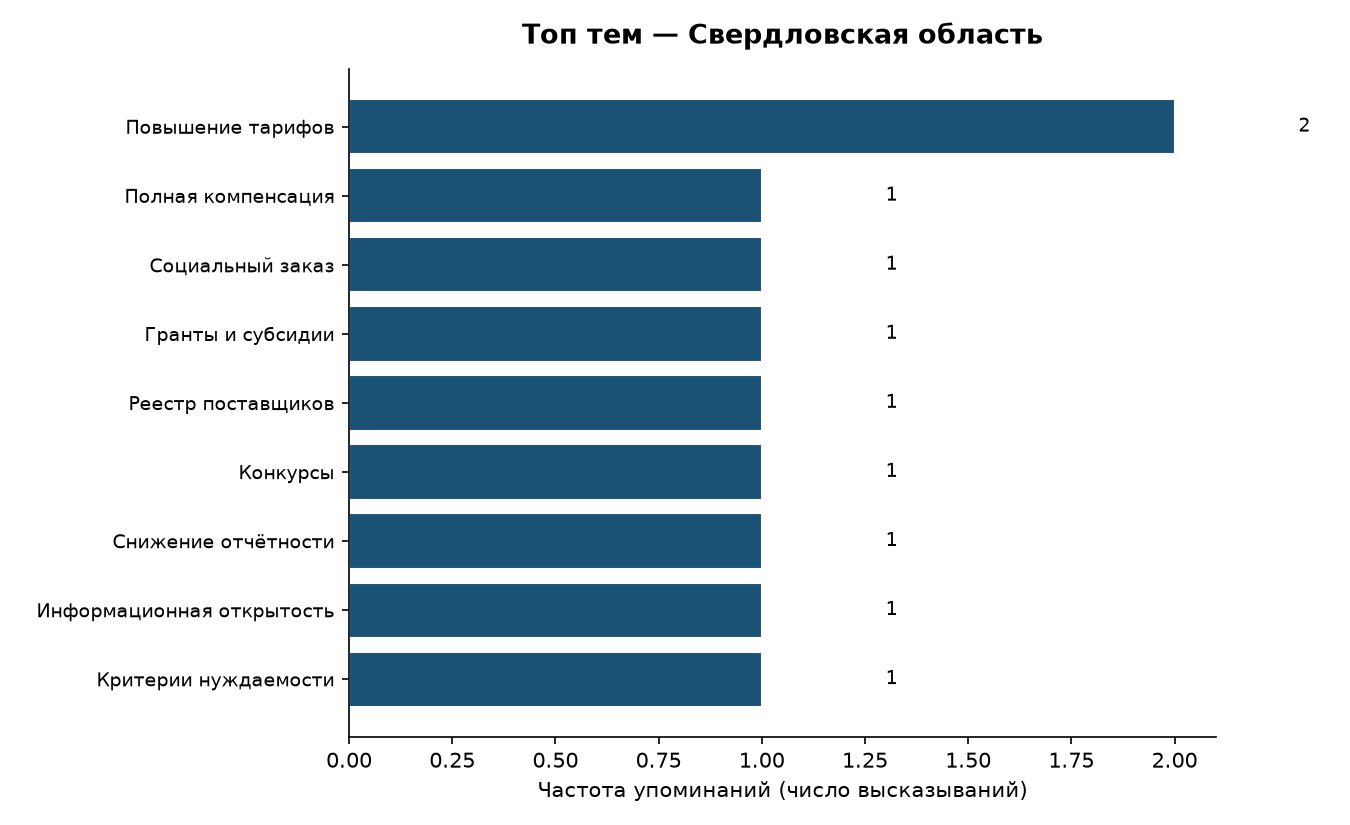 Топ тем — Свердловская область
Повышение тарифов 2
Полная компенсация 1
Социальный заказ 1
Гранты и субсидии 1
Реестр поставщиков 1
Конкурсы 1
Снижение отчётности 1
Информационная открытость 1
Критерии нуждаемости 1
0.00 0.25 0.50 0.75 1.00 1.25 1.50 1.75 2.00
Частота упоминаний (число высказываний)